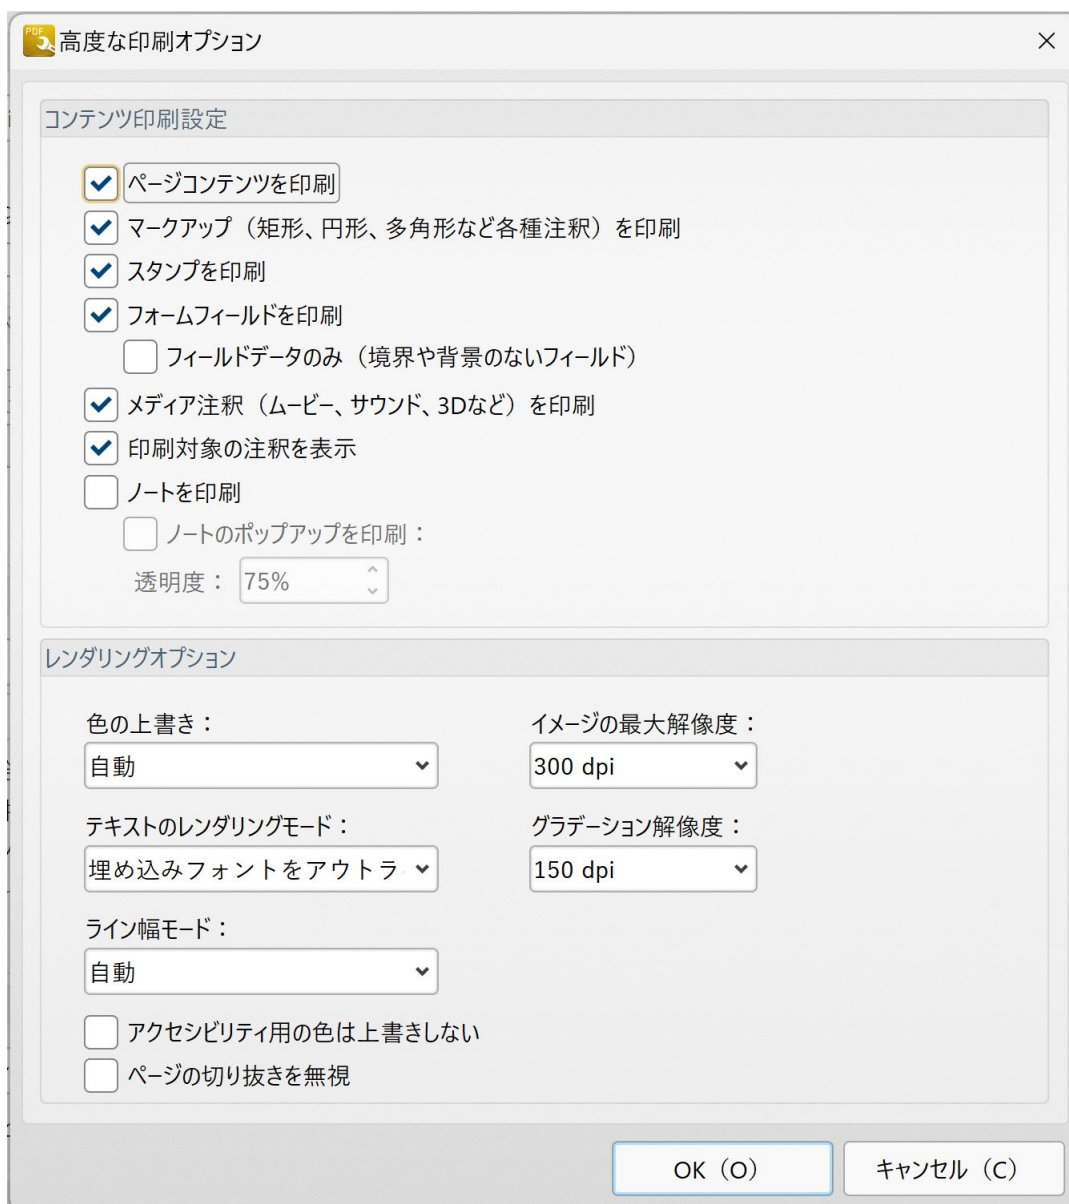 PDF
高度な印刷オプション
コンテンツ印刷設定
ページコンテンツを印刷
マークアップ（矩形、円形、多角形など各種注釈）を印刷
スタンプを印刷
フォームフィールドを印刷
フィールドデータのみ（境界や背景のないフィールド）
メディア注釈（ムービー、サウンド、3Dなど）を印刷
印刷対象の注釈を表示
ノートを印刷
ノートのポップアップを印刷：
透明度： 75%
レンダリングオプション
色の上書き： イメージの最大解像度：
自動 300 dpi
テキストのレンダリングモード： グラデーション解像度：
埋め込みフォントをアウトラ 150 dpi
ライン幅モード：
自動
アクセシビリティ用の色は上書きしない
ページの切り抜きを無視
OK（O） キャンセル（C）